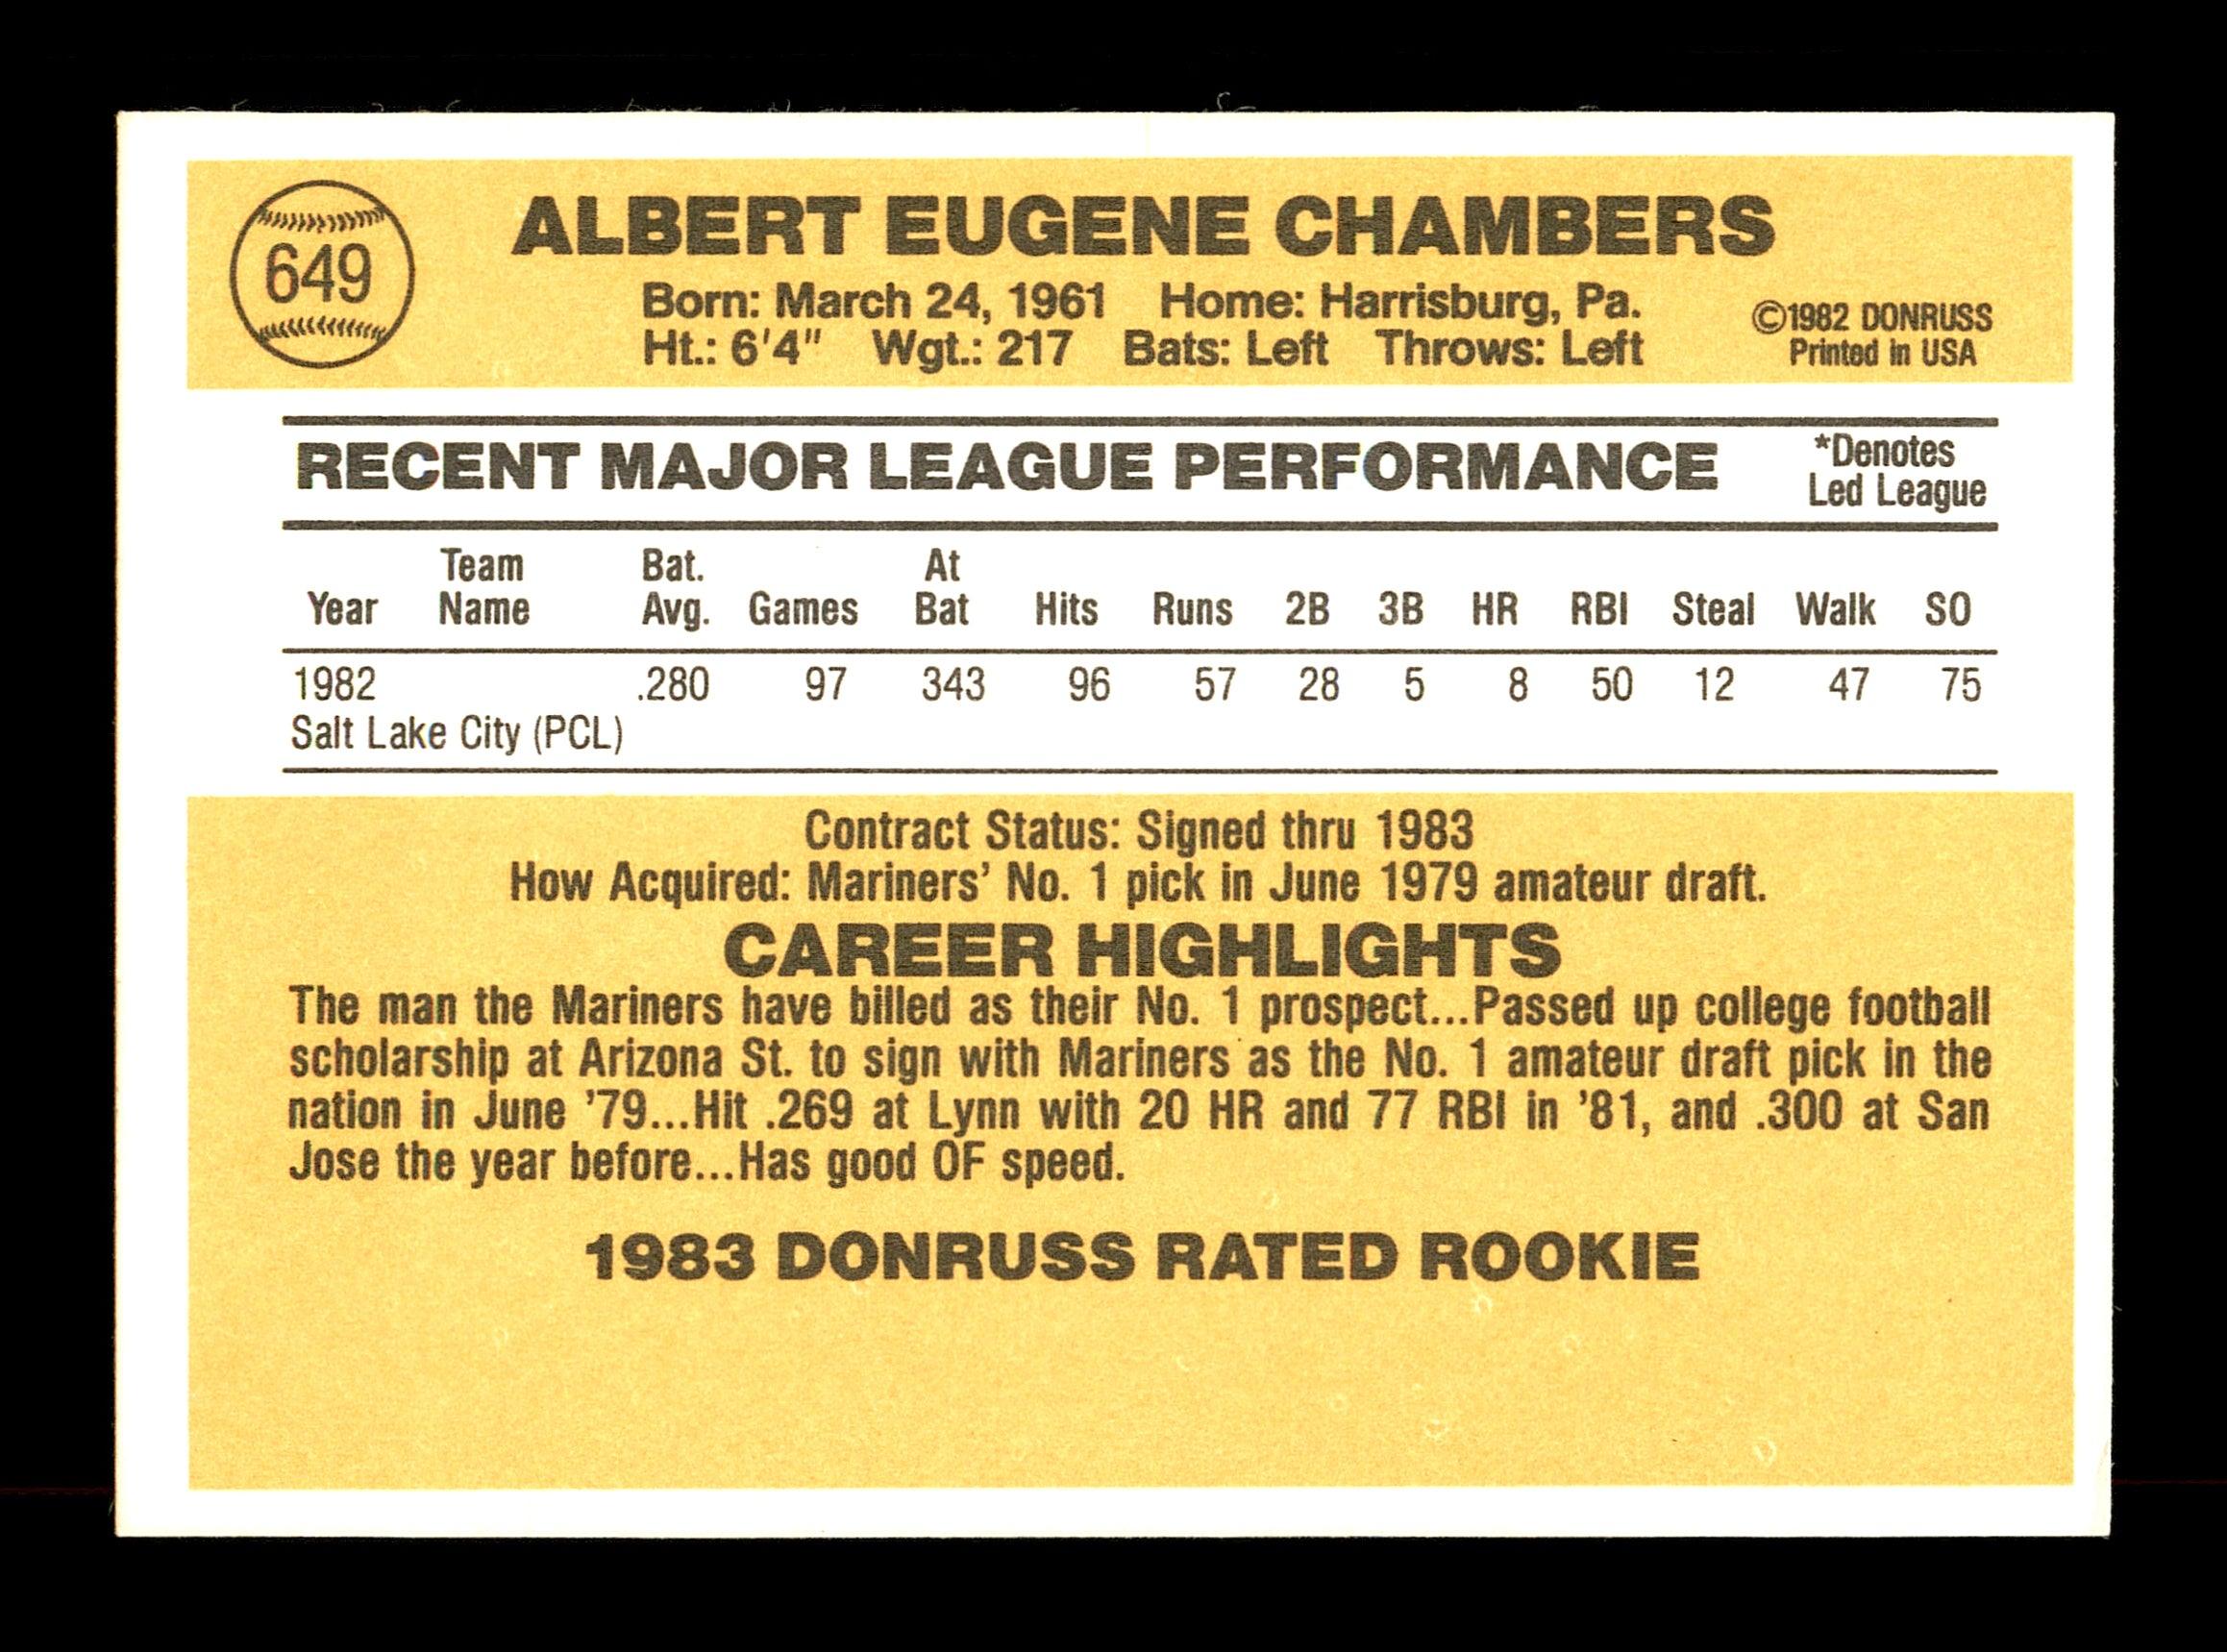 649
ALBERT EUGENE CHAMBERS
Born: March 24, 1961 Home: Harrisburg, Pa.
Ht.: 6'4" Wgt.: 217 Bats: Left Throws: Left
©1982 DONRUSS
Printed in USA
RECENT MAJOR LEAGUE PERFORMANCE
*Denotes
Led League
Year Team Name Bat. Avg. Games At Bat Hits Runs 2B 3B HR RBI Steal Walk SO
1982 .280 97 343 96 57 28 5 8 50 12 47 75
Salt Lake City (PCL)
Contract Status: Signed thru 1983
How Acquired: Mariners' No. 1 pick in June 1979 amateur draft.
CAREER HIGHLIGHTS
The man the Mariners have billed as their No. 1 prospect...Passed up college football
scholarship at Arizona St. to sign with Mariners as the No. 1 amateur draft pick in the
nation in June '79...Hit .269 at Lynn with 20 HR and 77 RBI in '81, and .300 at San
Jose the year before...Has good OF speed.
1983 DONRUSS RATED ROOKIE